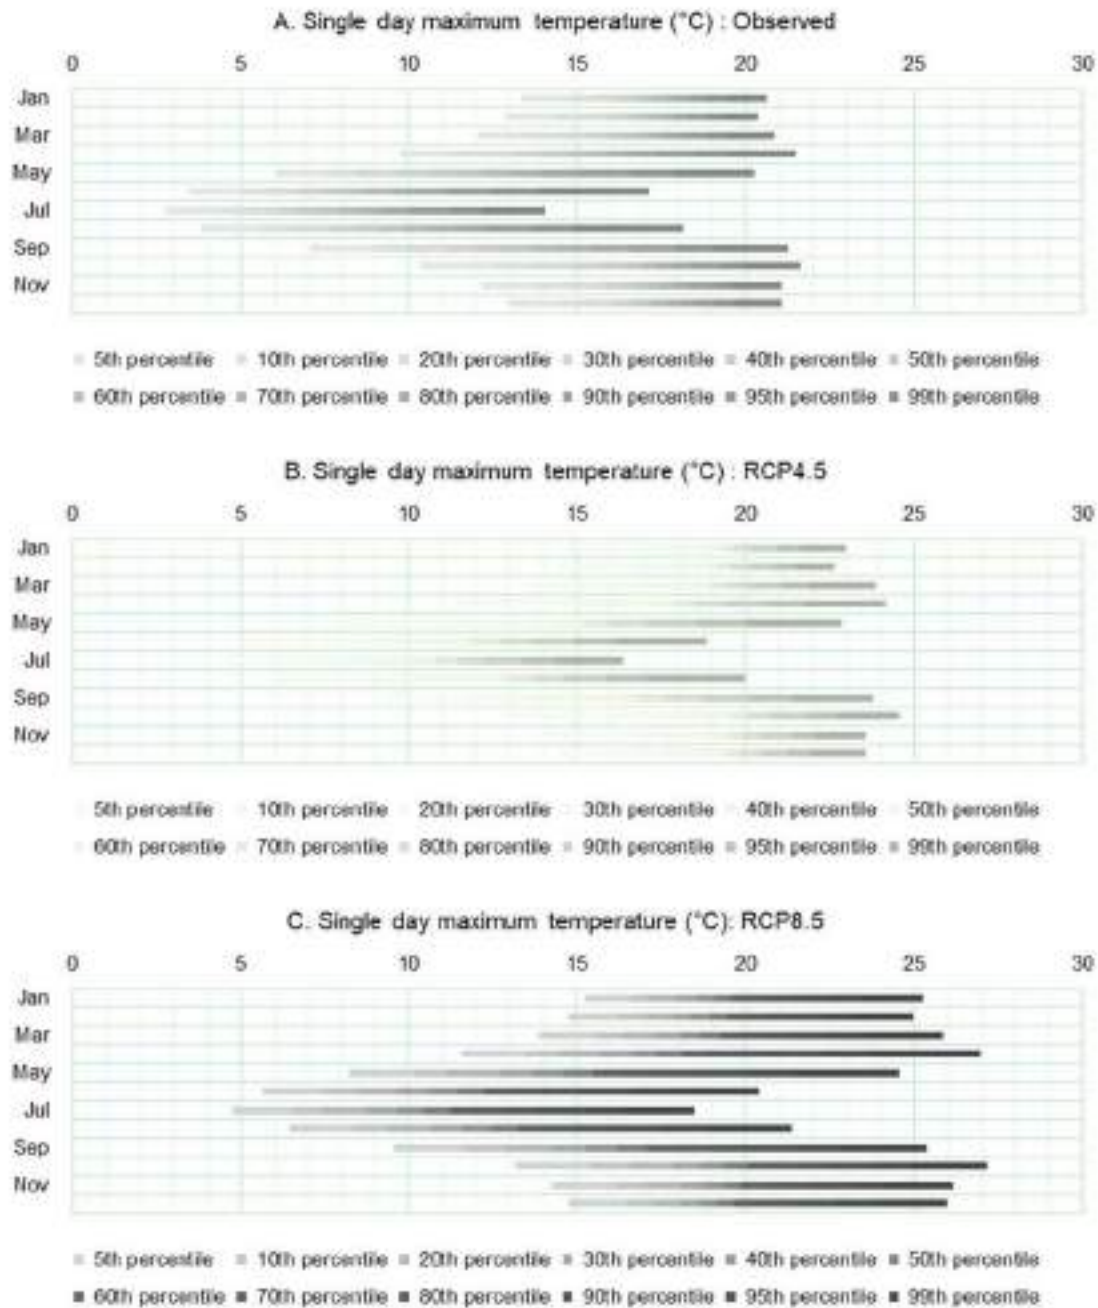 A. Single day maximum temperature (°C) : Observed
0 5 10 15 20 25 30
Jan
Mar
May
Jul
Sep
Nov
5th percentile 10th percentile 20th percentile 30th percentile 40th percentile 50th percentile
60th percentile 70th percentile 80th percentile 90th percentile 95th percentile 99th percentile
B. Single day maximum temperature (°C) : RCP4.5
0 5 10 15 20 25 30
Jan
Mar
May
Jul
Sep
Nov
5th percentile 10th percentile 20th percentile 30th percentile 40th percentile 50th percentile
60th percentile 70th percentile 80th percentile 90th percentile 95th percentile 99th percentile
C. Single day maximum temperature (°C): RCP8.5
0 5 10 15 20 25 30
Jan
Mar
May
Jul
Sep
Nov
5th percentile 10th percentile 20th percentile 30th percentile 40th percentile 50th percentile
60th percentile 70th percentile 80th percentile 90th percentile 95th percentile 99th percentile